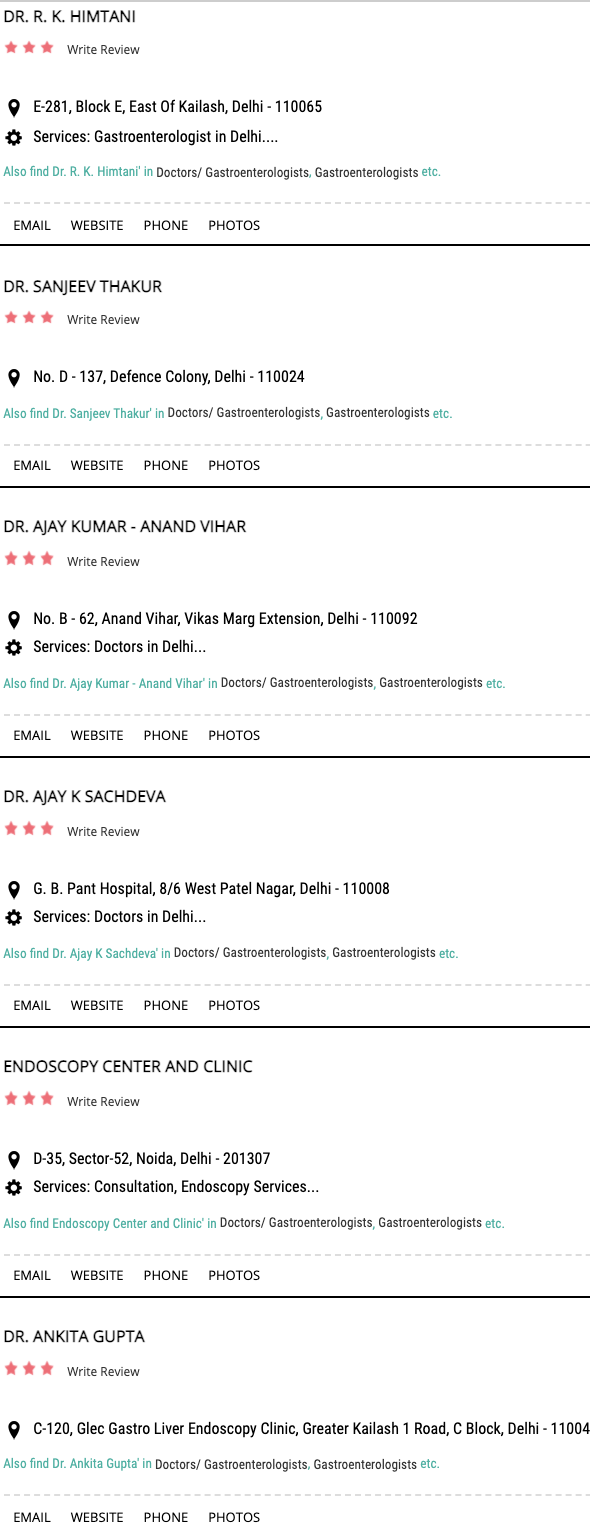 DR. R. K. HIMTANI
Write Review
E-281, Block E, East Of Kailash, Delhi - 110065
Services: Gastroenterologist in Delhi....
Also find Dr. R. K. Himtani' in Doctors/ Gastroenterologists, Gastroenterologists etc.
EMAIL WEBSITE PHONE PHOTOS
DR. SANJEEV THAKUR
Write Review
No. D - 137, Defence Colony, Delhi - 110024
Also find Dr. Sanjeev Thakur' in Doctors/ Gastroenterologists, Gastroenterologists etc.
EMAIL WEBSITE PHONE PHOTOS
DR. AJAY KUMAR - ANAND VIHAR
Write Review
No. B - 62, Anand Vihar, Vikas Marg Extension, Delhi - 110092
Services: Doctors in Delhi...
Also find Dr. Ajay Kumar - Anand Vihar' in Doctors/ Gastroenterologists, Gastroenterologists etc.
EMAIL WEBSITE PHONE PHOTOS
DR. AJAY K SACHDEVA
Write Review
G. B. Pant Hospital, 8/6 West Patel Nagar, Delhi - 110008
Services: Doctors in Delhi...
Also find Dr. Ajay K Sachdeva' in Doctors/ Gastroenterologists, Gastroenterologists etc.
EMAIL WEBSITE PHONE PHOTOS
ENDOSCOPY CENTER AND CLINIC
Write Review
D-35, Sector-52, Noida, Delhi - 201307
Services: Consultation, Endoscopy Services...
Also find Endoscopy Center and Clinic' in Doctors/ Gastroenterologists, Gastroenterologists etc.
EMAIL WEBSITE PHONE PHOTOS
DR. ANKITA GUPTA
Write Review
C-120, Glec Gastro Liver Endoscopy Clinic, Greater Kailash 1 Road, C Block, Delhi - 11004
Also find Dr. Ankita Gupta' in Doctors/ Gastroenterologists, Gastroenterologists etc.
EMAIL WEBSITE PHONE PHOTOS